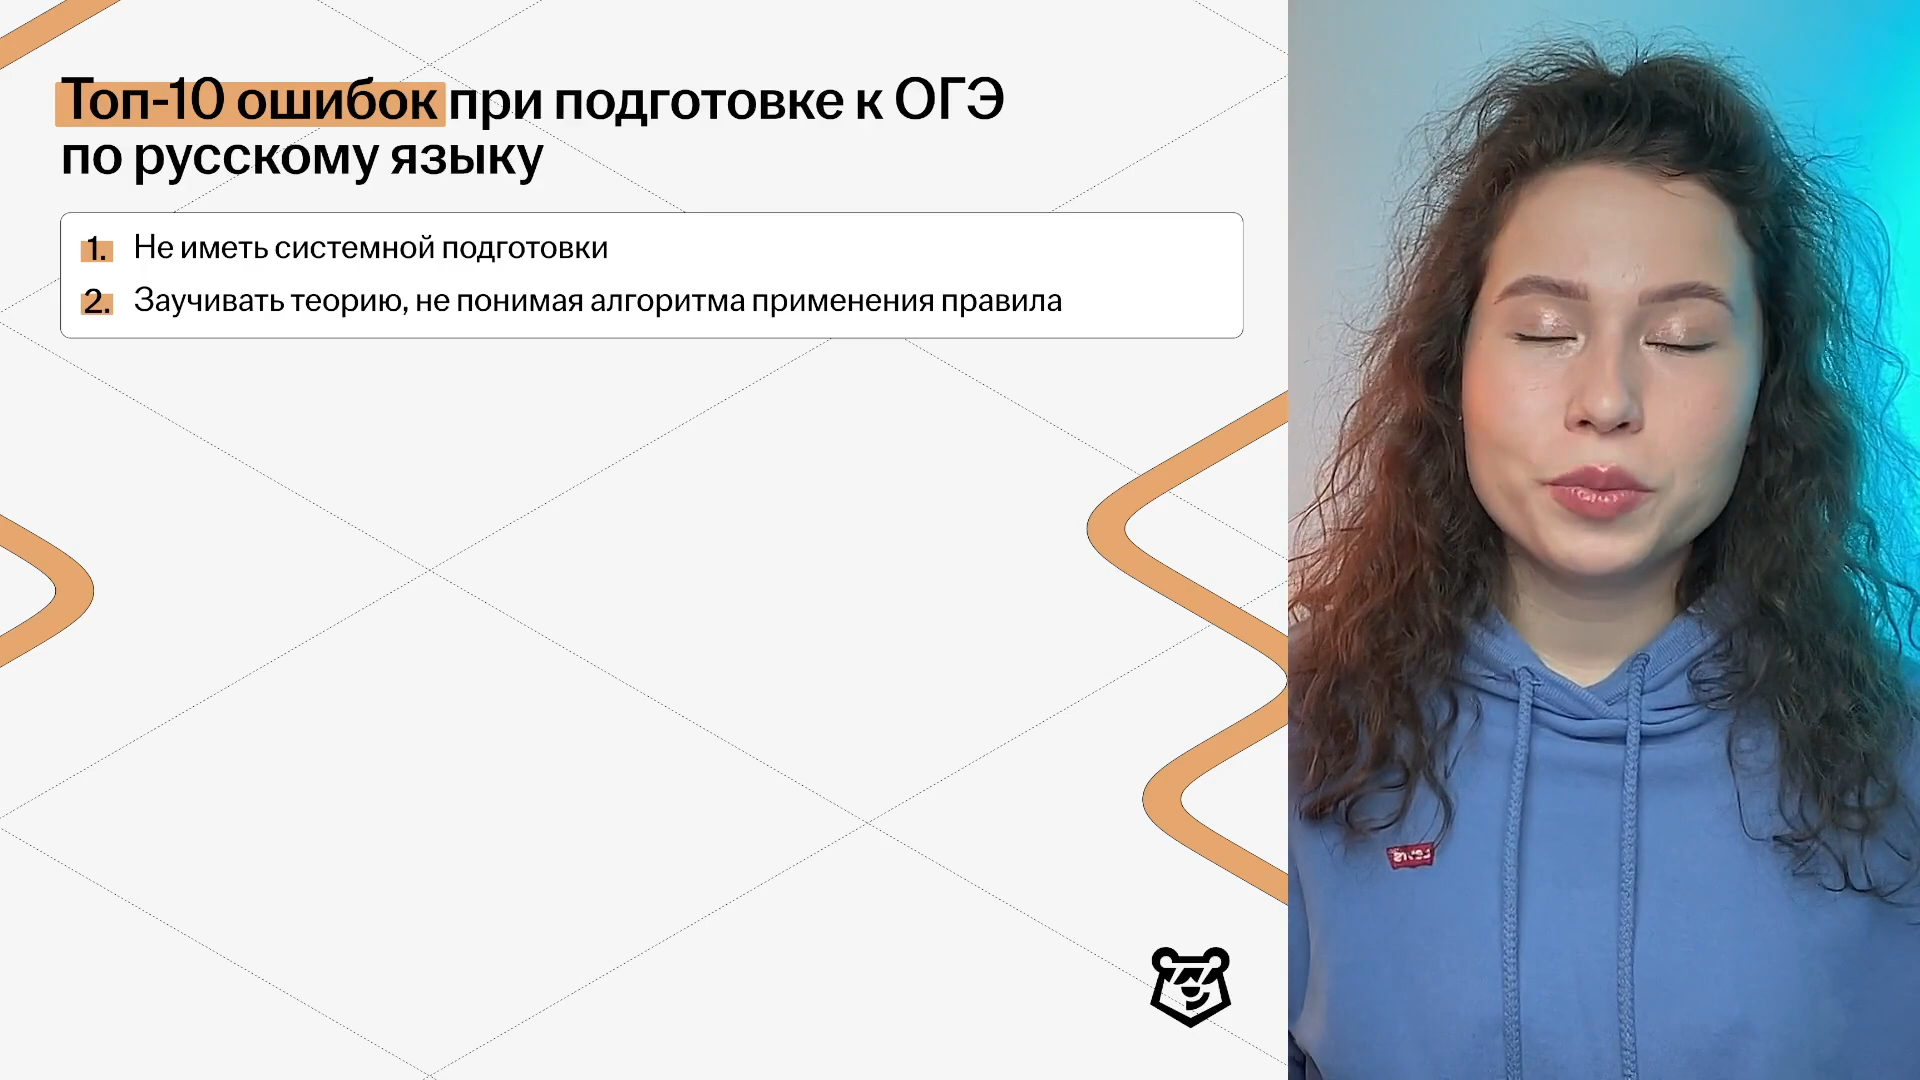 Топ-10 ошибок при подготовке к ОГЭ
по русскому языку
1. Не иметь системной подготовки
2. Заучивать теорию, не понимая алгоритма применения правила